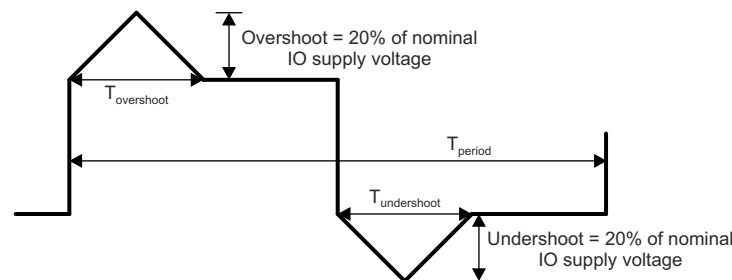 Overshoot = 20% of nominal
IO supply voltage
Tovershoot
Tperiod
Tundershoot
Undershoot = 20% of nominal
IO supply voltage